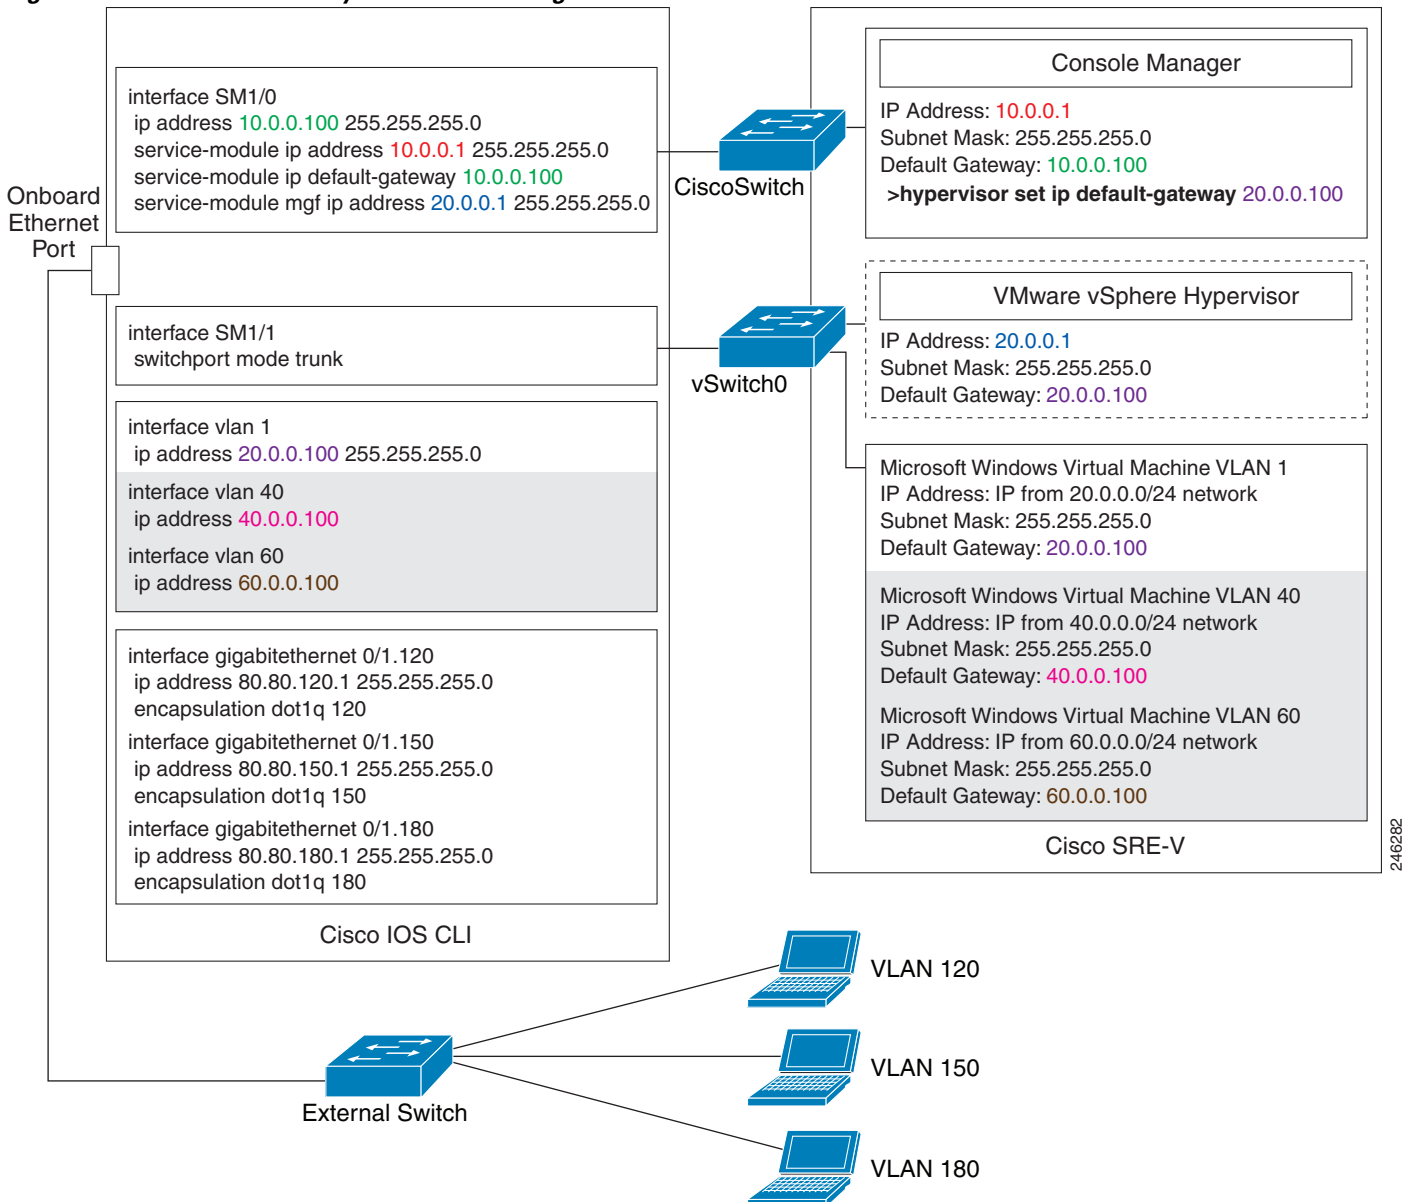 Onboard
Ethernet
Port
interface SM1/0
ip address 10.0.0.100 255.255.255.0
service-module ip address 10.0.0.1 255.255.255.0
service-module ip default-gateway 10.0.0.100
service-module mgf ip address 20.0.0.1 255.255.255.0
interface SM1/1
switchport mode trunk
interface vlan 1
ip address 20.0.0.100 255.255.255.0
interface vlan 40
ip address 40.0.0.100
interface vlan 60
ip address 60.0.0.100
interface gigabitethernet 0/1.120
ip address 80.80.120.1 255.255.255.0
encapsulation dot1q 120
interface gigabitethernet 0/1.150
ip address 80.80.150.1 255.255.255.0
encapsulation dot1q 150
interface gigabitethernet 0/1.180
ip address 80.80.180.1 255.255.255.0
encapsulation dot1q 180
Cisco IOS CLI
CiscoSwitch
vSwitch0
Console Manager
IP Address: 10.0.0.1
Subnet Mask: 255.255.255.0
Default Gateway: 10.0.0.100
>hypervisor set ip default-gateway 20.0.0.100
VMware vSphere Hypervisor
IP Address: 20.0.0.1
Subnet Mask: 255.255.255.0
Default Gateway: 20.0.0.100
Microsoft Windows Virtual Machine VLAN 1
IP Address: IP from 20.0.0.0/24 network
Subnet Mask: 255.255.255.0
Default Gateway: 20.0.0.100
Microsoft Windows Virtual Machine VLAN 40
IP Address: IP from 40.0.0.0/24 network
Subnet Mask: 255.255.255.0
Default Gateway: 40.0.0.100
Microsoft Windows Virtual Machine VLAN 60
IP Address: IP from 60.0.0.0/24 network
Subnet Mask: 255.255.255.0
Default Gateway: 60.0.0.100
Cisco SRE-V
246282
External Switch
VLAN 120
VLAN 150
VLAN 180